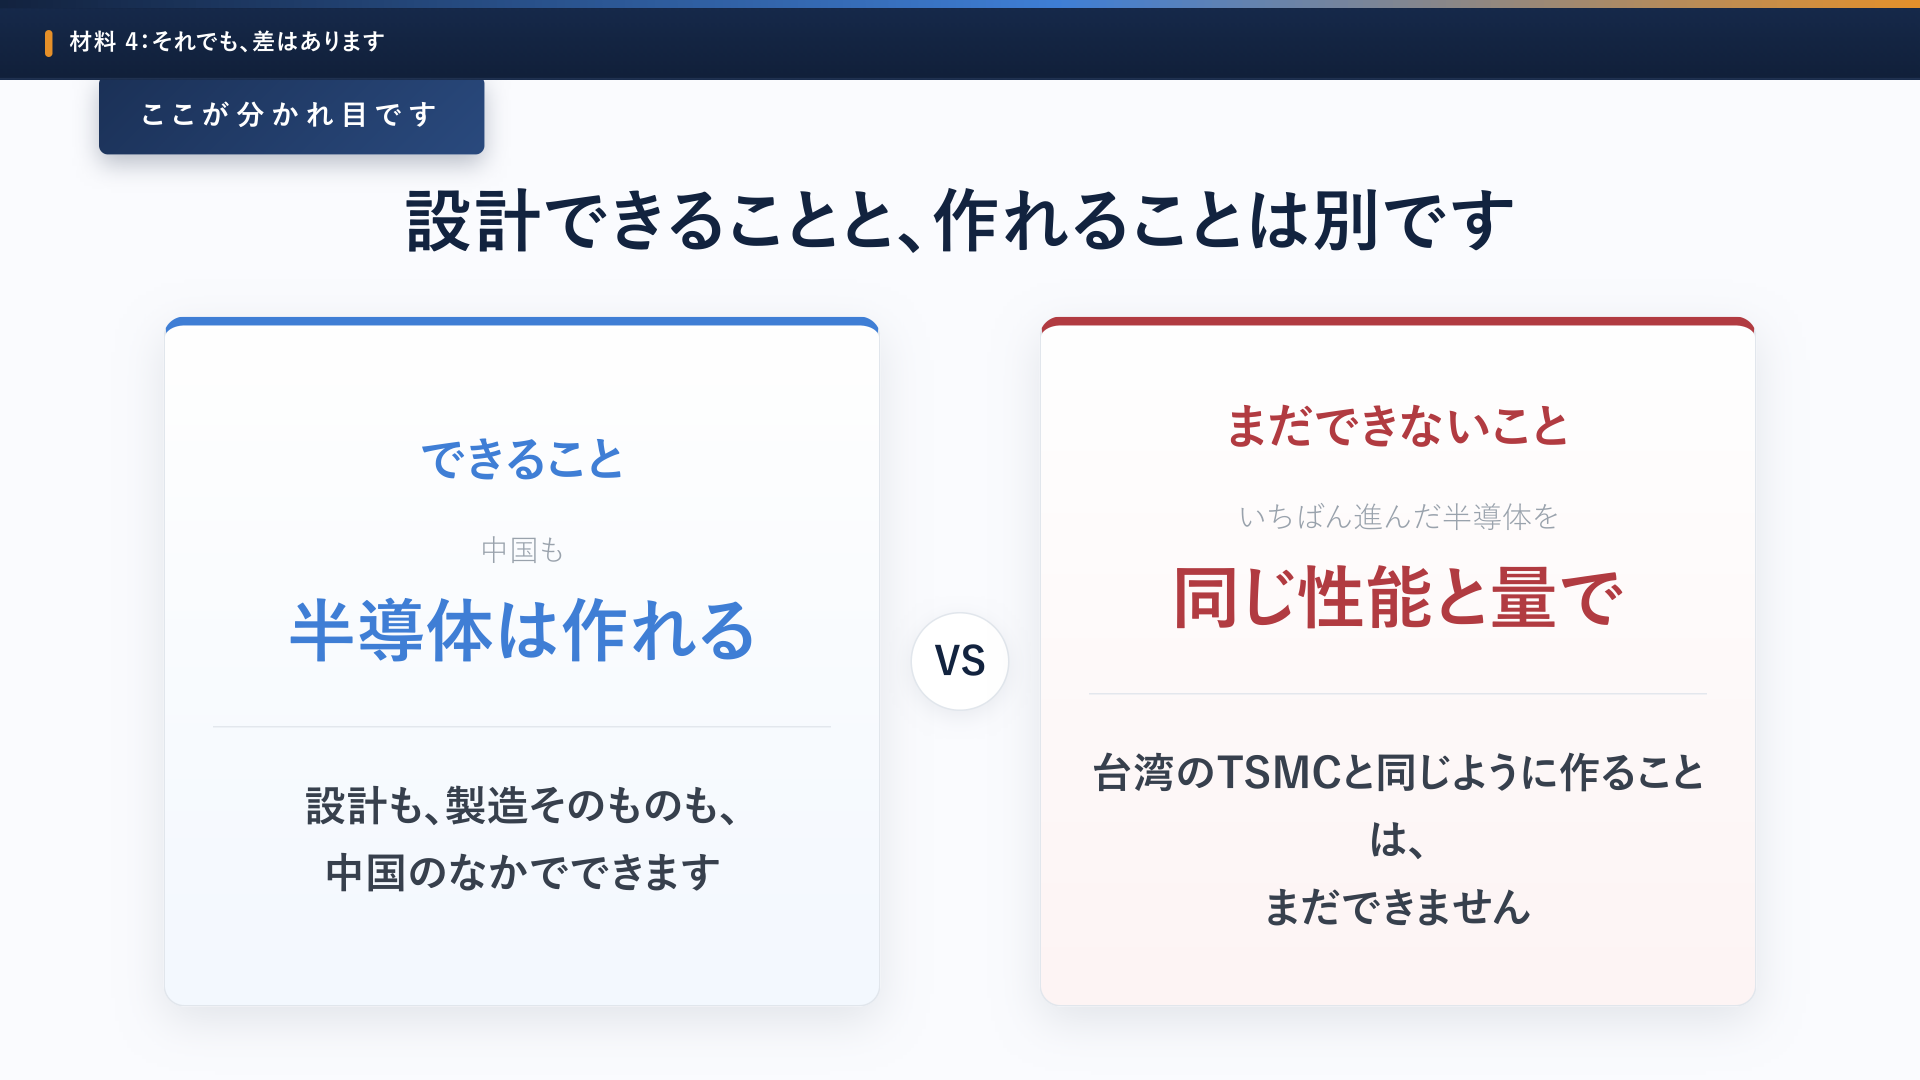 材料 4：それでも、差はあります
ここが分かれ目です
設計できることと、作れることは別です
できること
中国も
半導体は作れる
設計も、製造そのものも、
中国のなかでできます
VS
まだできないこと
いちばん進んだ半導体を
同じ性能と量で
台湾のTSMCと同じように作ること
は、
まだできません